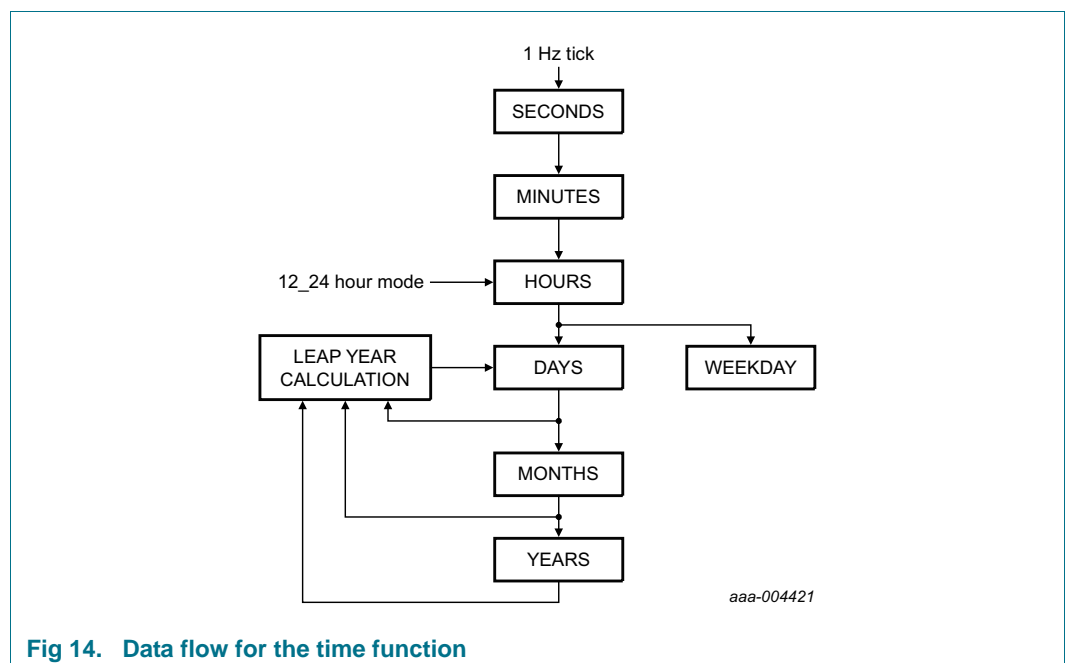 1 Hz tick
SECONDS
MINUTES
12_24 hour mode
HOURS
LEAP YEAR
CALCULATION
DAYS
WEEKDAY
MONTHS
YEARS
aaa-004421
Fig 14. Data flow for the time function